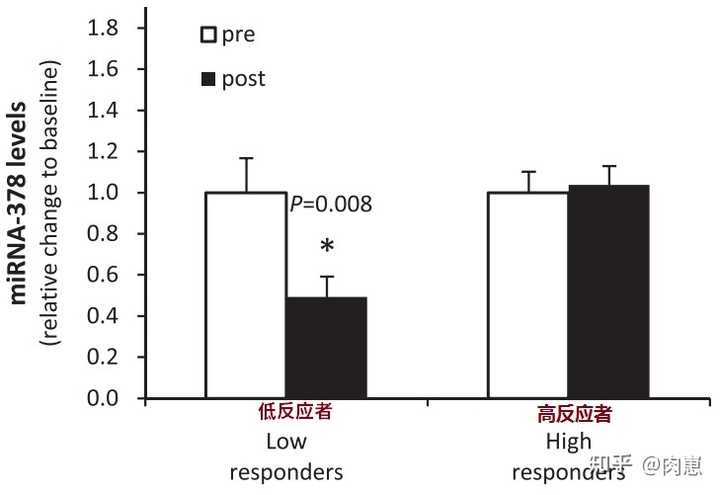 miRNA-378 levels
(relative change to baseline)
1.8
1.6
1.4
1.2
1.0
0.8
0.6
0.4
0.2
0.0
pre
post
P=0.008
*
低反应者
高反应者
Low
responders
High
responders
知乎 @肉崽